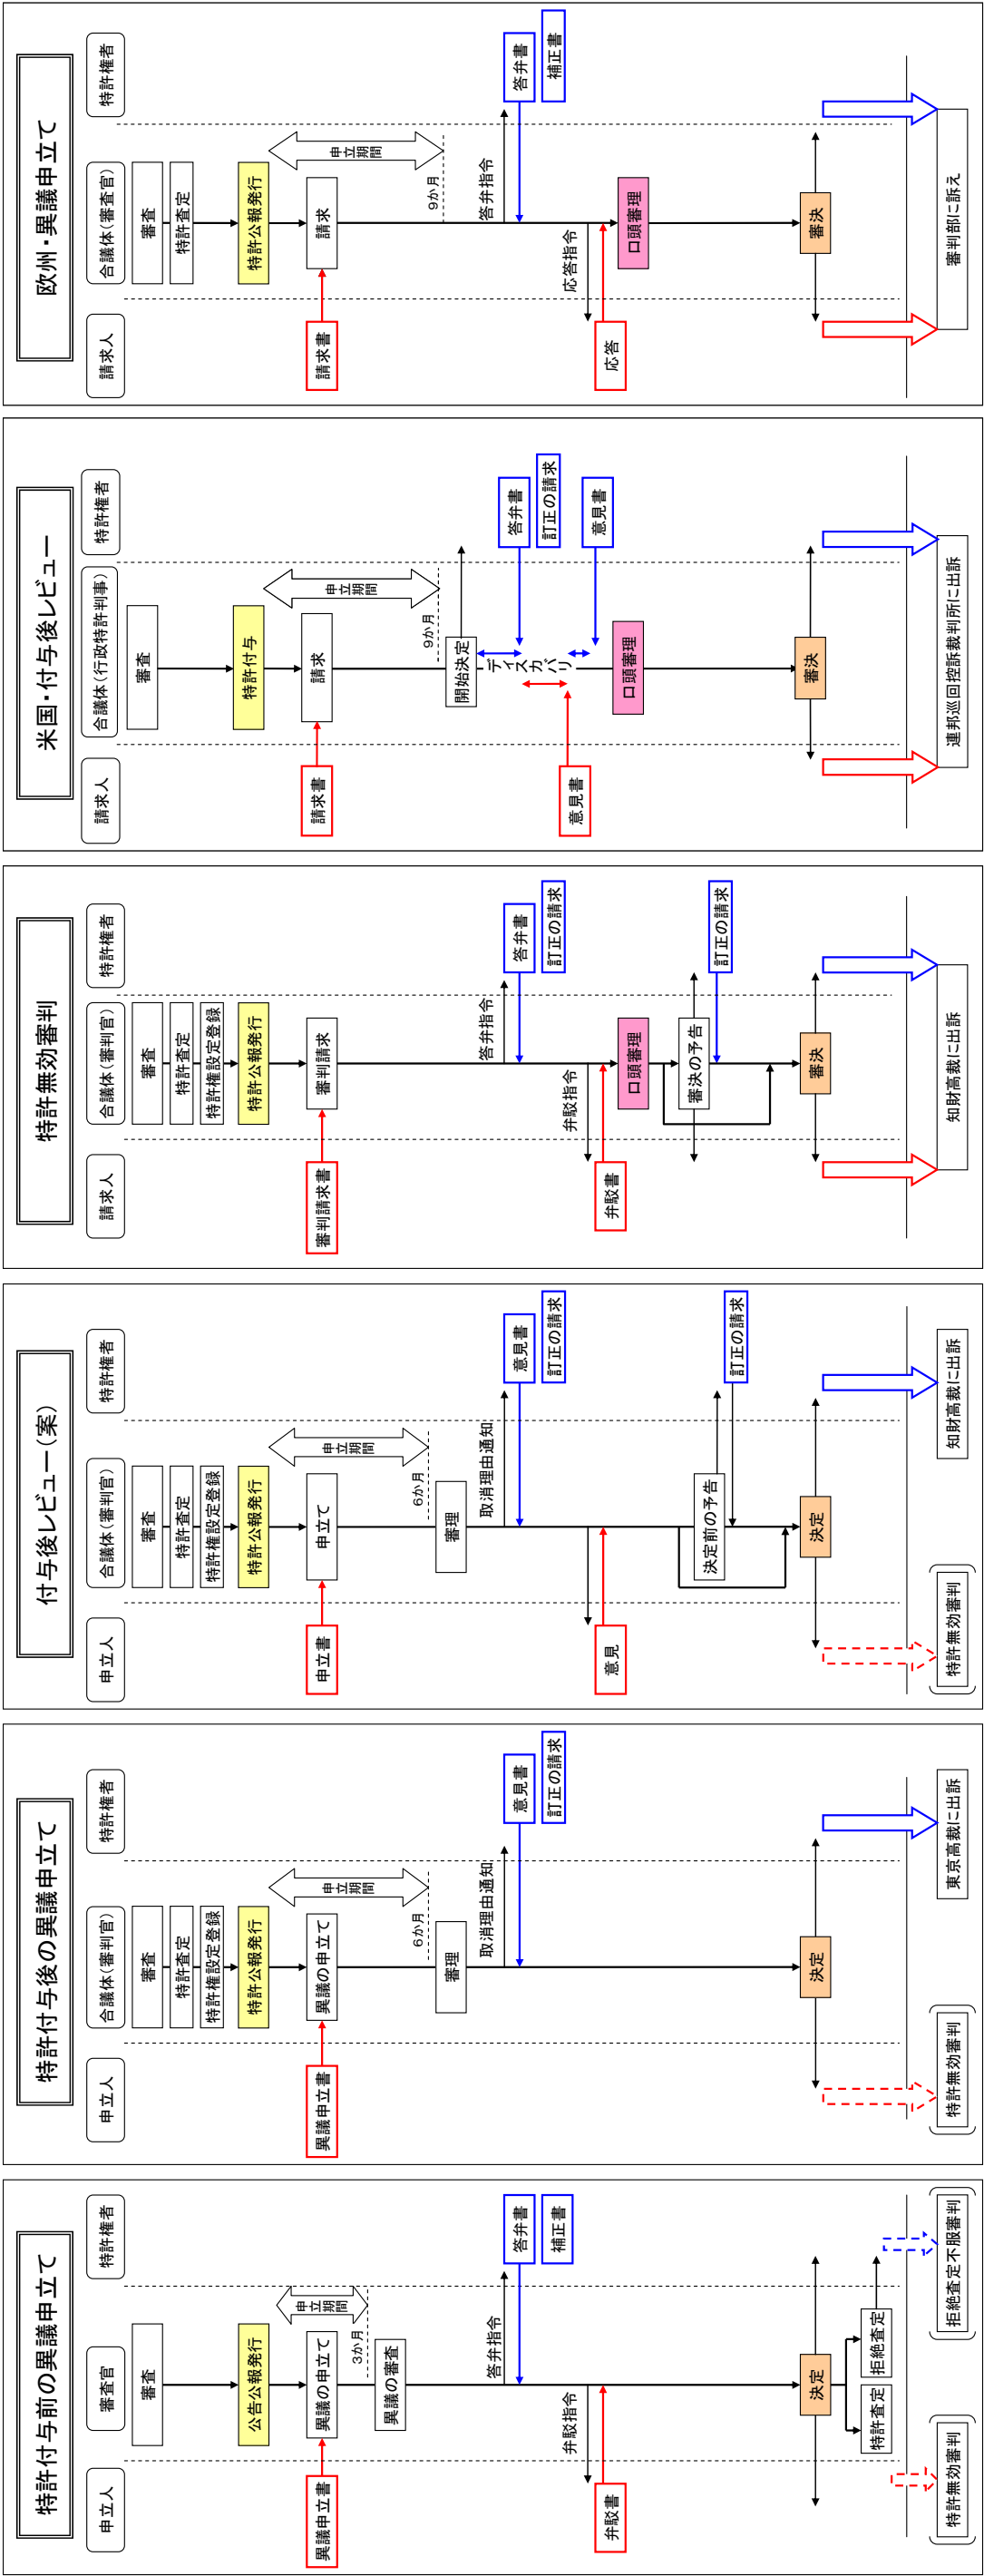 特許付与前の異議申立て
申立人
審査官
特許権者
審査
公告公報発行
申立期間
異議申立書
異議の申立て
3か月
異議の審査
答弁指令
答弁書
補正書
弁駁指令
弁駁書
決定
特許査定
拒絶査定
特許無効審判
拒絶査定不服審判
特許付与後の異議申立て
申立人
合議体(審判官)
特許権者
審査
特許査定
特許権設定登録
特許公報発行
申立期間
異議申立書
異議の申立て
6か月
審理
取消理由通知
意見書
訂正の請求
決定
特許無効審判
東京高裁に出訴
付与後レビュー(案)
申立人
合議体(審判官)
特許権者
審査
特許査定
特許権設定登録
特許公報発行
申立期間
申立書
申立て
6か月
審理
取消理由通知
意見書
訂正の請求
意見
決定前の予告
訂正の請求
決定
特許無効審判
知財高裁に出訴
特許無効審判
請求人
合議体(審判官)
特許権者
審査
特許査定
特許権設定登録
特許公報発行
審判請求書
審判請求
答弁指令
答弁書
訂正の請求
弁駁指令
弁駁書
口頭審理
審決の予告
訂正の請求
審決
知財高裁に出訴
米国・付与後レビュー
請求人
合議体(行政特許判事)
特許権者
審査
特許付与
申立期間
請求書
請求
9か月
開始決定
ディスカバリ
答弁書
訂正の請求
意見書
意見書
口頭審理
審決
連邦巡回控訴裁判所に出訴
欧州・異議申立て
請求人
合議体(審査官)
特許権者
審査
特許査定
特許公報発行
申立期間
請求書
請求
9か月
答弁指令
答弁書
補正書
応答指令
応答
口頭審理
審決
審判部に訴え